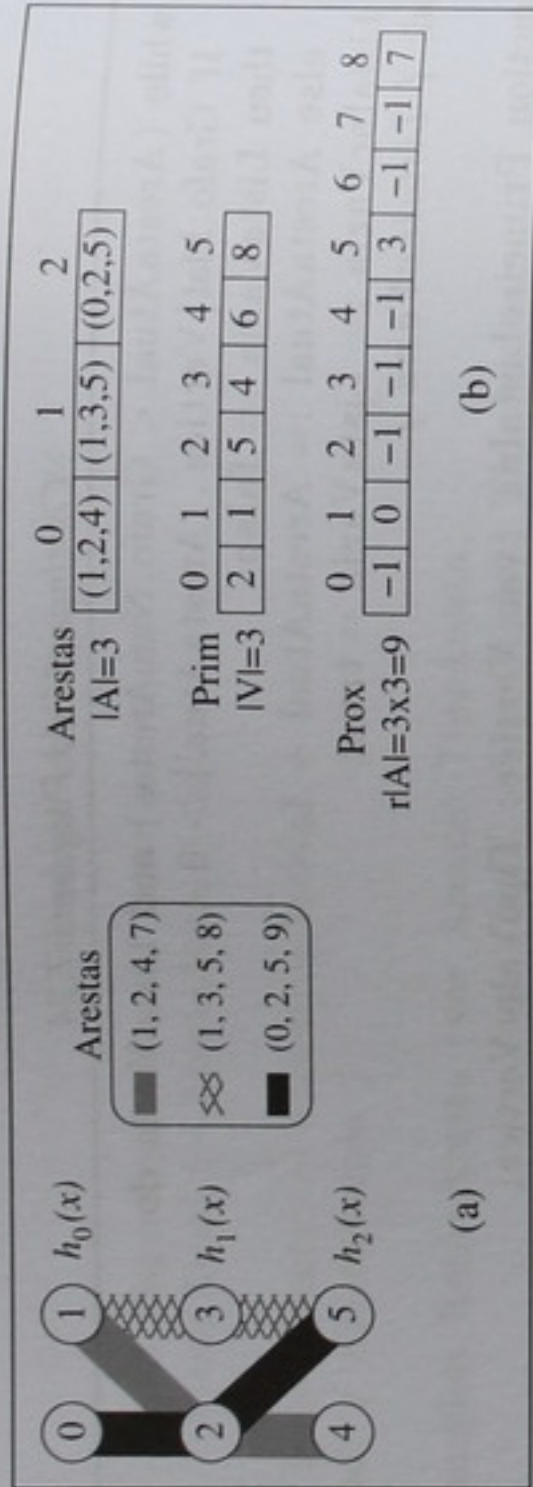 0 1 h₀(x)
2 3 h₁(x)
4 5 h₂(x)
(a)
Arestas
(1, 2, 4, 7)
(1, 3, 5, 8)
(0, 2, 5, 9)
Arestas 0 1 2
|A|=3 (1,2,4) (1,3,5) (0,2,5)
Prim 0 1 2 3 4 5
|V|=3 2 1 5 4 6 8
Prox 0 1 2 3 4 5 6 7 8
r|A|=3x3=9 −1 0 −1 −1 −1 3 −1 −1 7
(b)